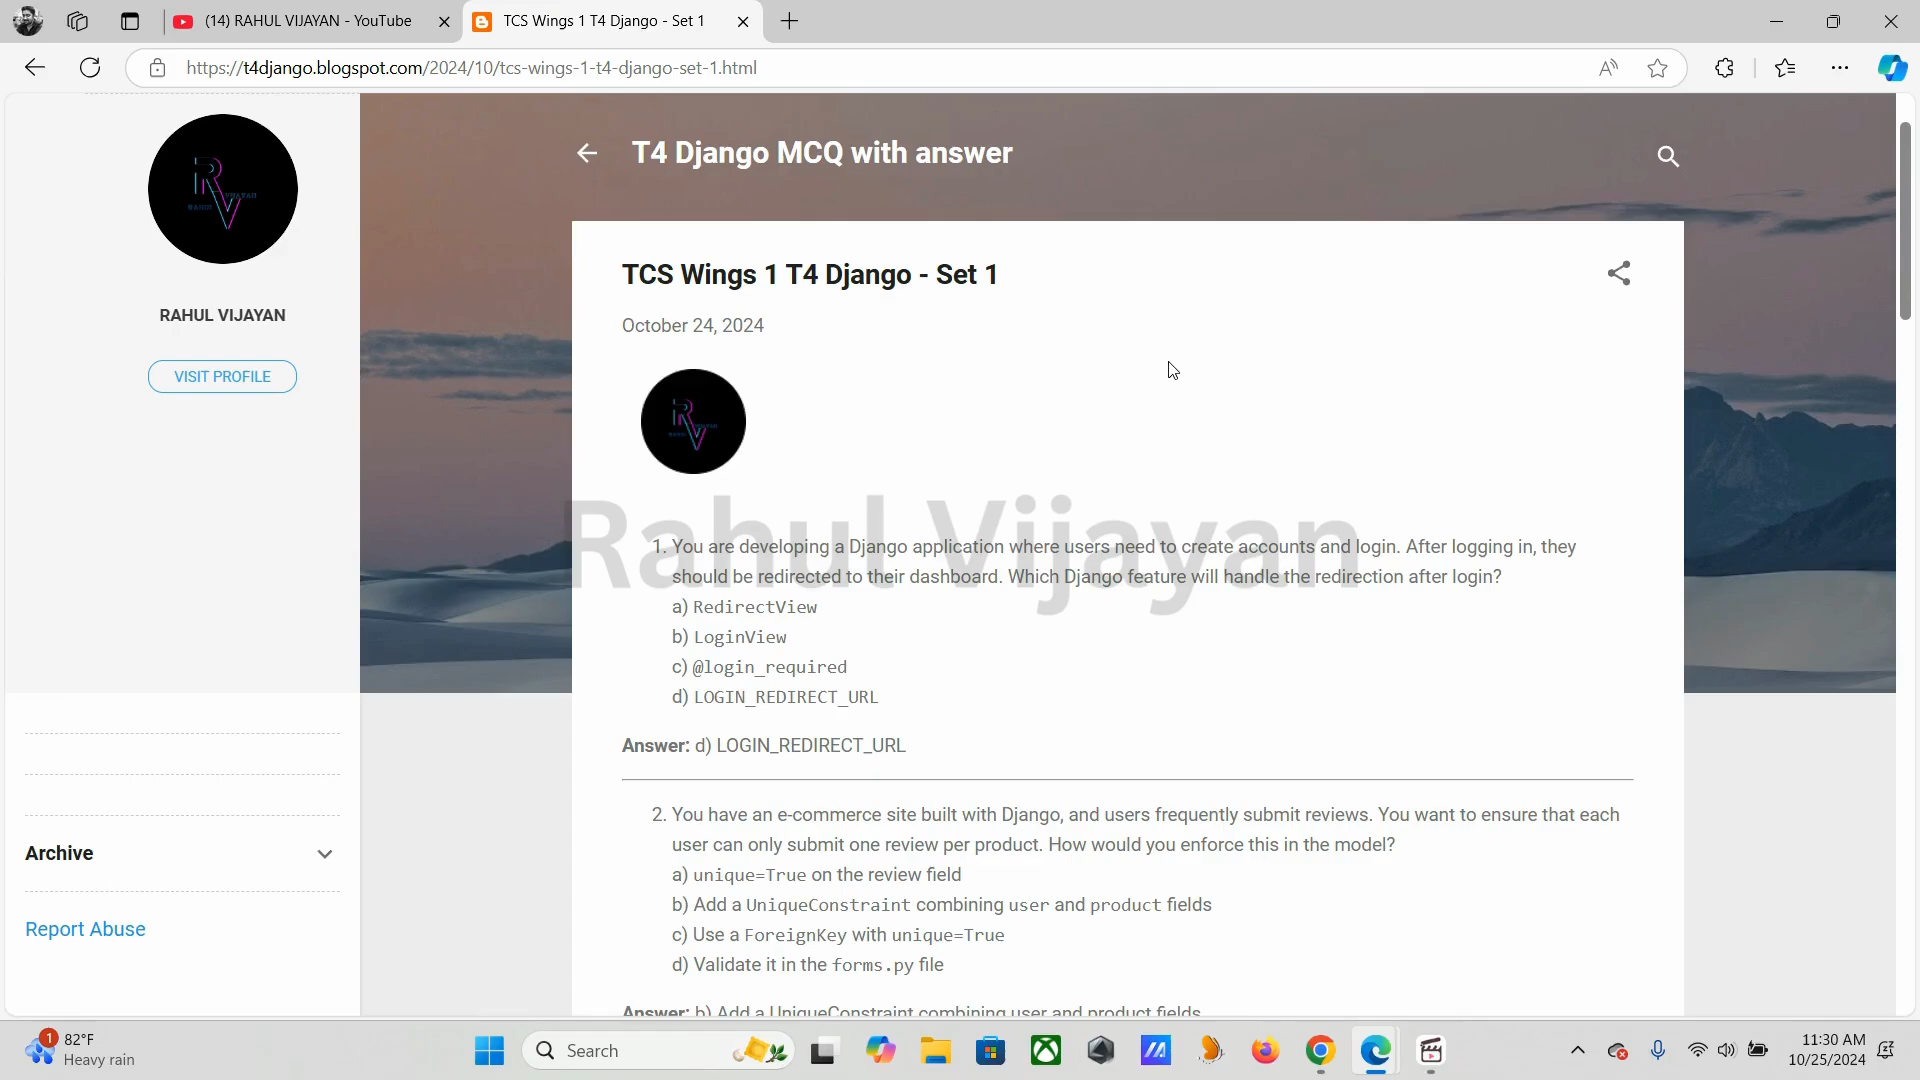 (14) RAHUL VIJAYAN - YouTube
TCS Wings 1 T4 Django - Set 1
https://t4django.blogspot.com/2024/10/tcs-wings-1-t4-django-set-1.html
RAHUL VIJAYAN
VISIT PROFILE
Archive
Report Abuse
T4 Django MCQ with answer
TCS Wings 1 T4 Django - Set 1
October 24, 2024
Rahul Vijayan
1. You are developing a Django application where users need to create accounts and login. After logging in, they
should be redirected to their dashboard. Which Django feature will handle the redirection after login?
a) RedirectView
b) LoginView
c) @login_required
d) LOGIN_REDIRECT_URL
Answer: d) LOGIN_REDIRECT_URL
2. You have an e-commerce site built with Django, and users frequently submit reviews. You want to ensure that each
user can only submit one review per product. How would you enforce this in the model?
a) unique=True on the review field
b) Add a UniqueConstraint combining user and product fields
c) Use a ForeignKey with unique=True
d) Validate it in the forms.py file
Answer: b) Add a UniqueConstraint combining user and product fields
1
82°F
Heavy rain
Search
11:30 AM
10/25/2024